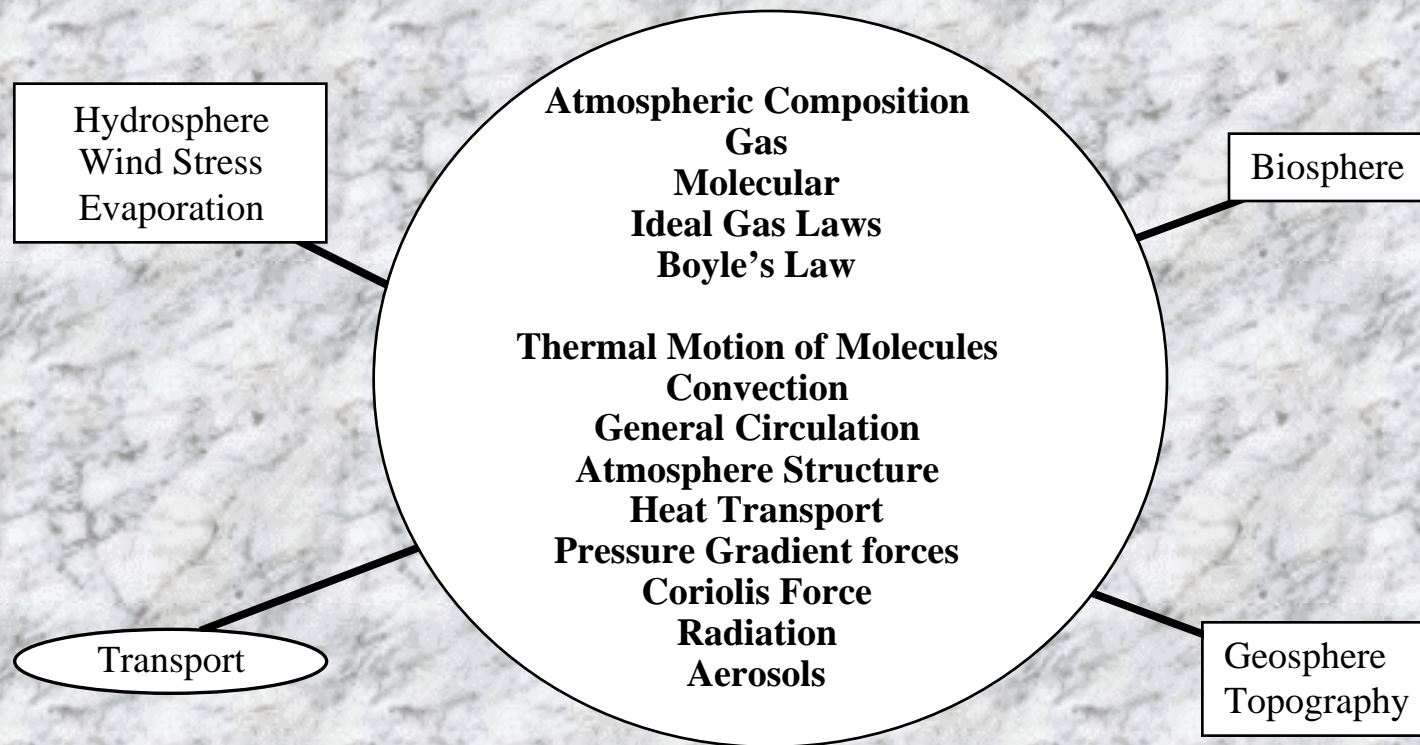 Hydrosphere
Wind Stress
Evaporation
Atmospheric Composition
Gas
Molecular
Ideal Gas Laws
Boyle’s Law
Thermal Motion of Molecules
Convection
General Circulation
Atmosphere Structure
Heat Transport
Pressure Gradient forces
Coriolis Force
Radiation
Aerosols
Biosphere
Transport
Geosphere
Topography